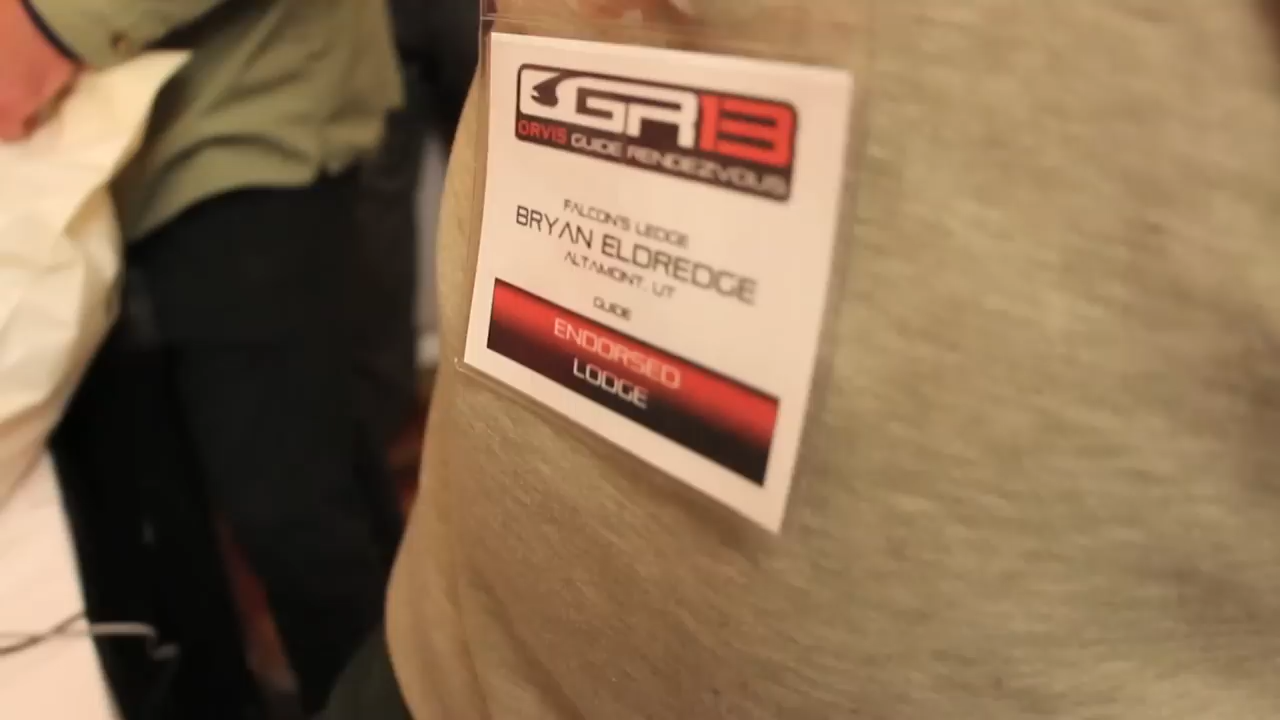 GR13
ORVIS GUIDE RENDEZVOUS
FALCON'S LEDGE
BRYAN ELDREDGE
ALTAMONT, UT
GUIDE
ENDORSED
LODGE